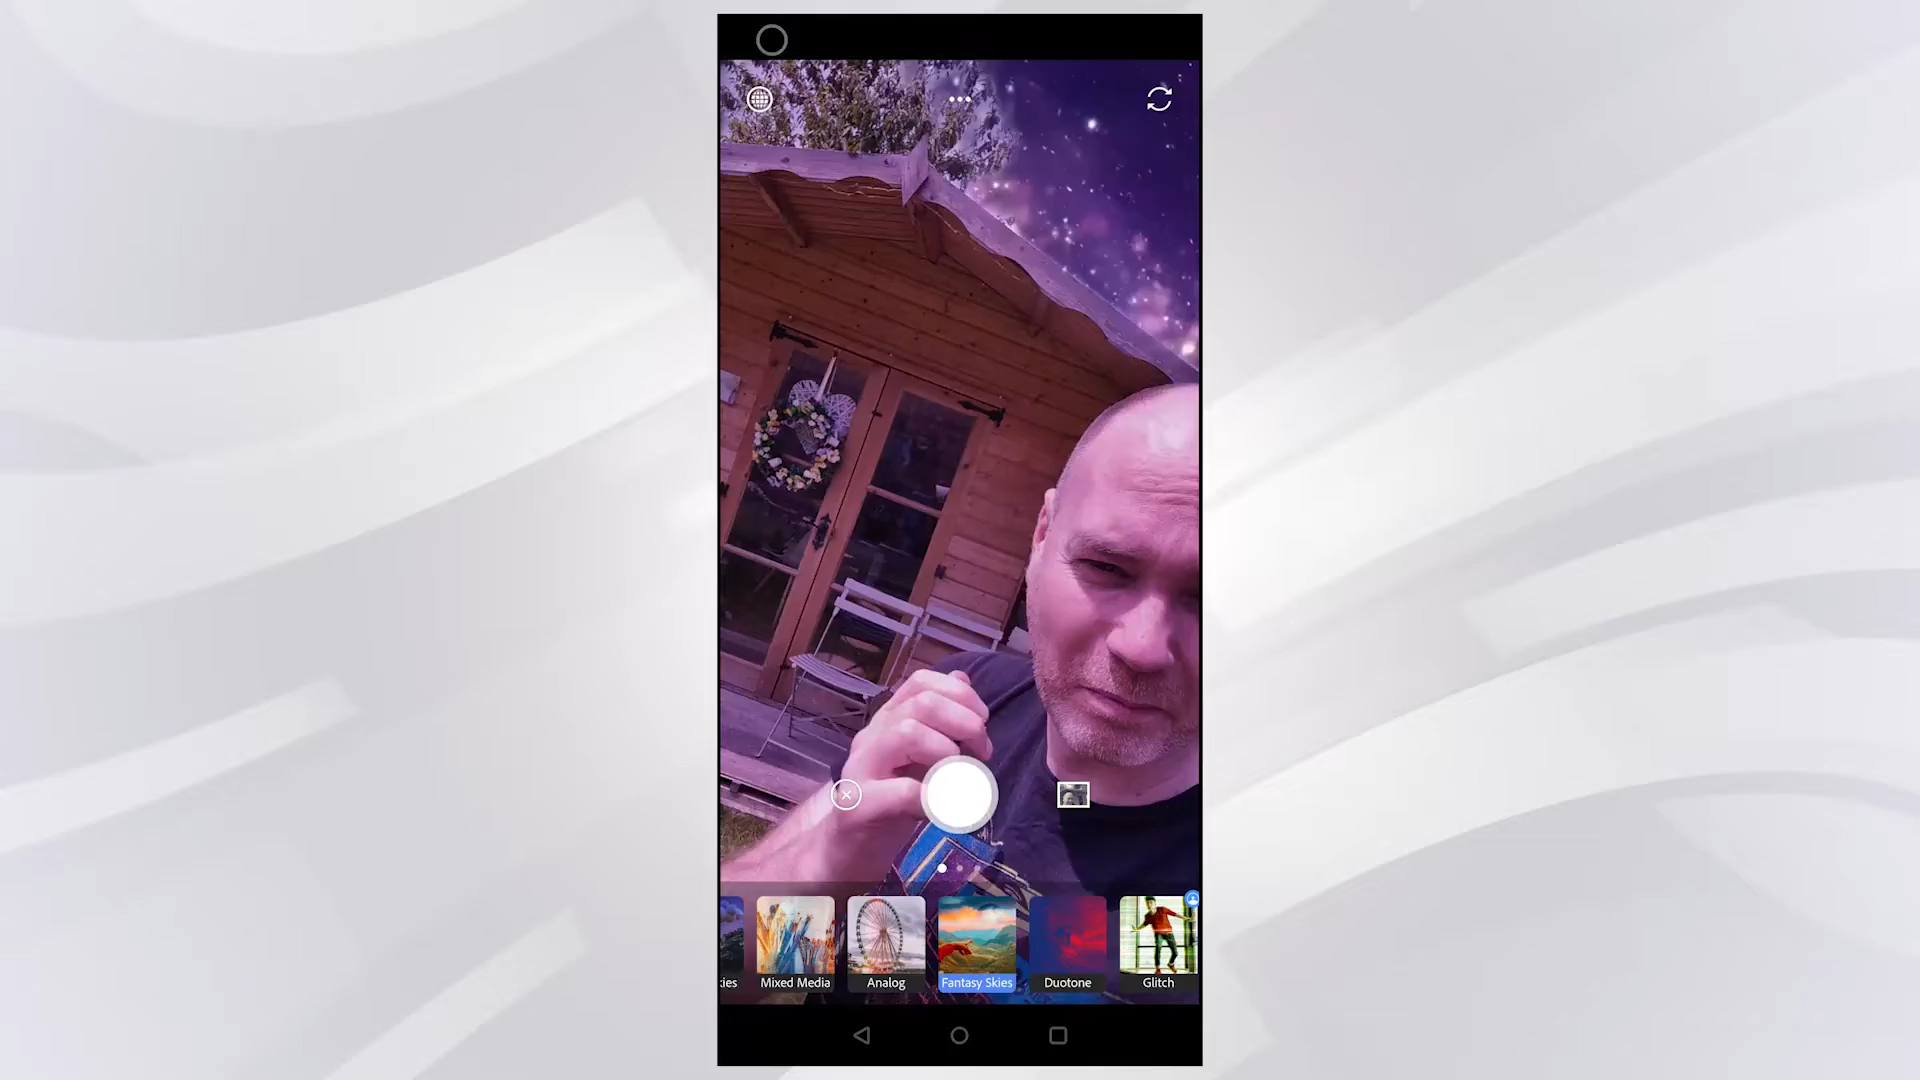 ies
Mixed Media
Analog
Fantasy Skies
Duotone
Glitch